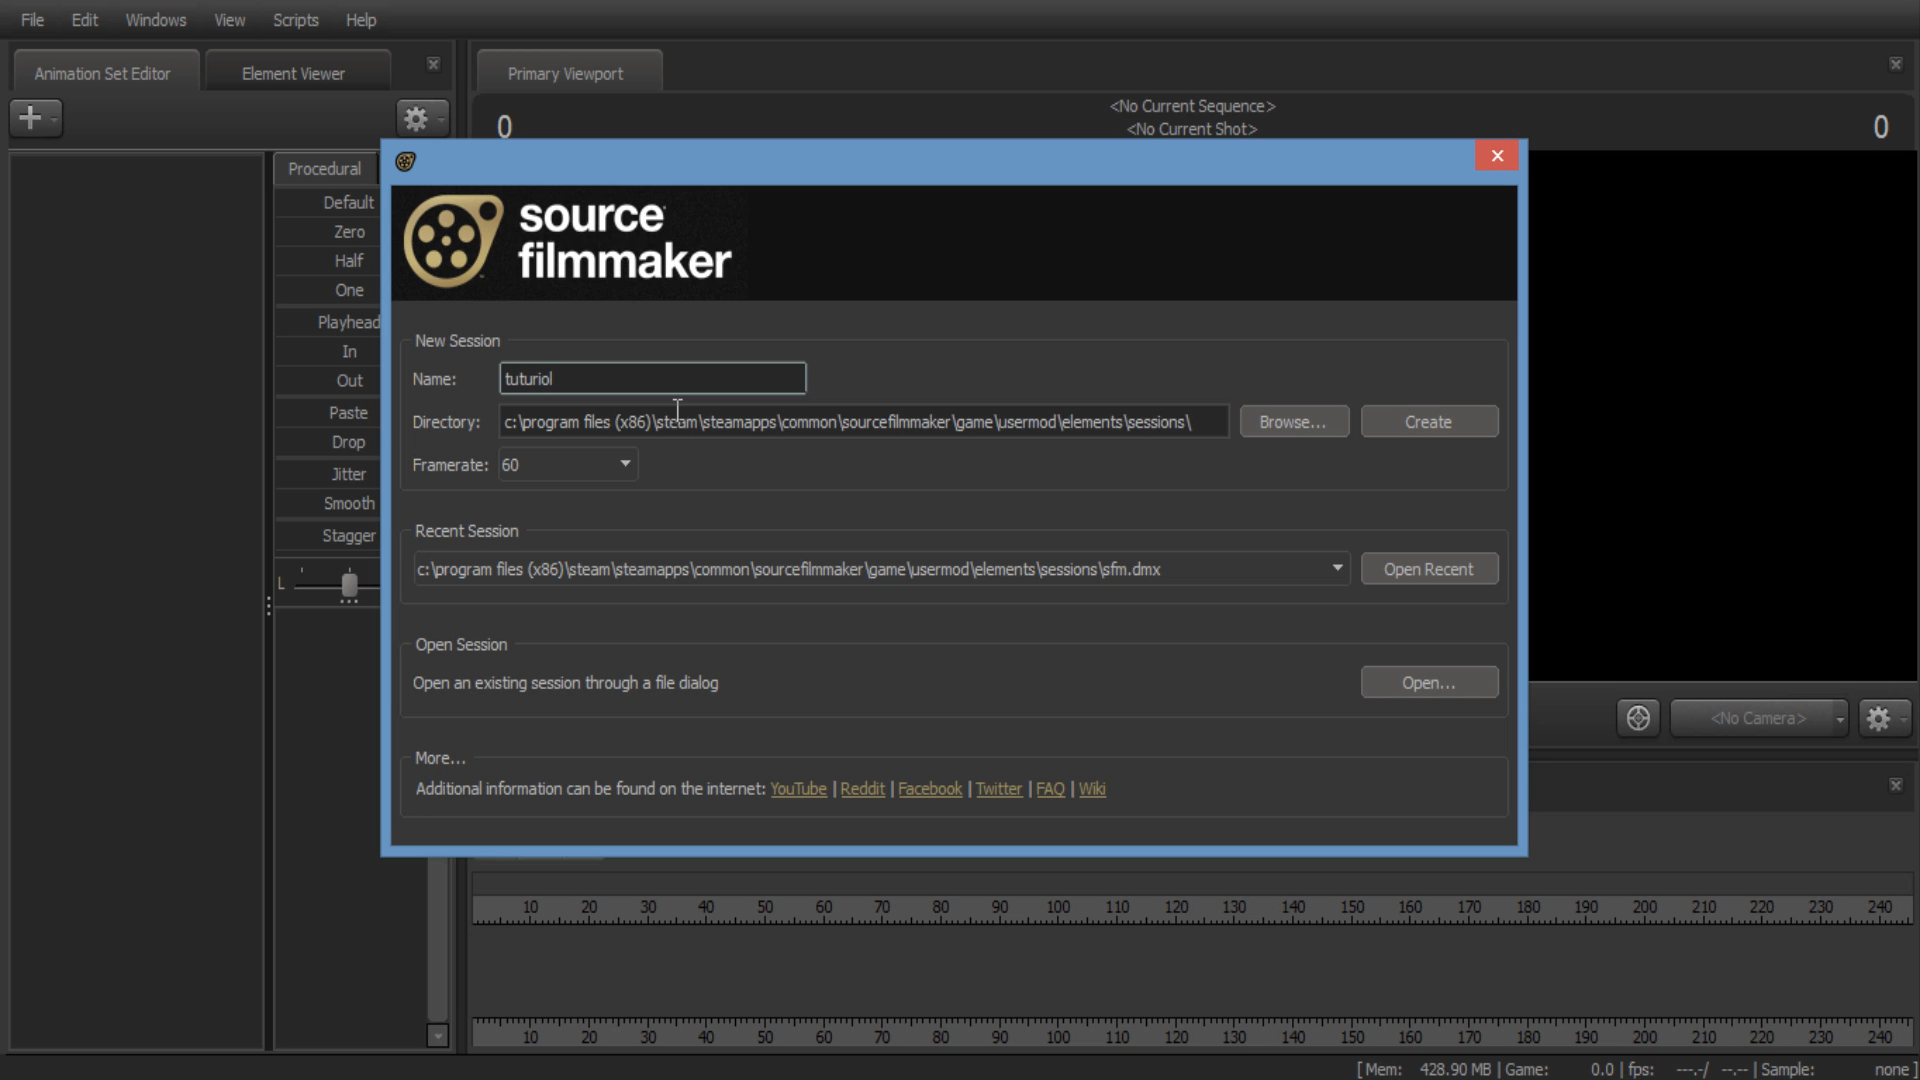 File Edit Windows View Scripts Help
Animation Set Editor Element Viewer Primary Viewport
<No Current Sequence>
0 <No Current Shot> 0
Procedural
Default
Zero
Half
One
Playhead
In
Out
Paste
Drop
Jitter
Smooth
Stagger
L
source
filmmaker
New Session
Name: tuturiol
Directory: c:\program files (x86)\steam\steamapps\common\sourcefilmmaker\game\usermod\elements\sessions\ Browse... Create
Framerate: 60
Recent Session
c:\program files (x86)\steam\steamapps\common\sourcefilmmaker\game\usermod\elements\sessions\sfm.dmx Open Recent
Open Session
Open an existing session through a file dialog Open...
More...
Additional information can be found on the internet: YouTube | Reddit | Facebook | Twitter | FAQ | Wiki
<No Camera>
10 20 30 40 50 60 70 80 90 100 110 120 130 140 150 160 170 180 190 200 210 220 230 240
10 20 30 40 50 60 70 80 90 100 110 120 130 140 150 160 170 180 190 200 210 220 230 240
[ Mem: 428.90 MB | Game: 0.0 | fps: ---.-/ --.-- | Sample: none ]